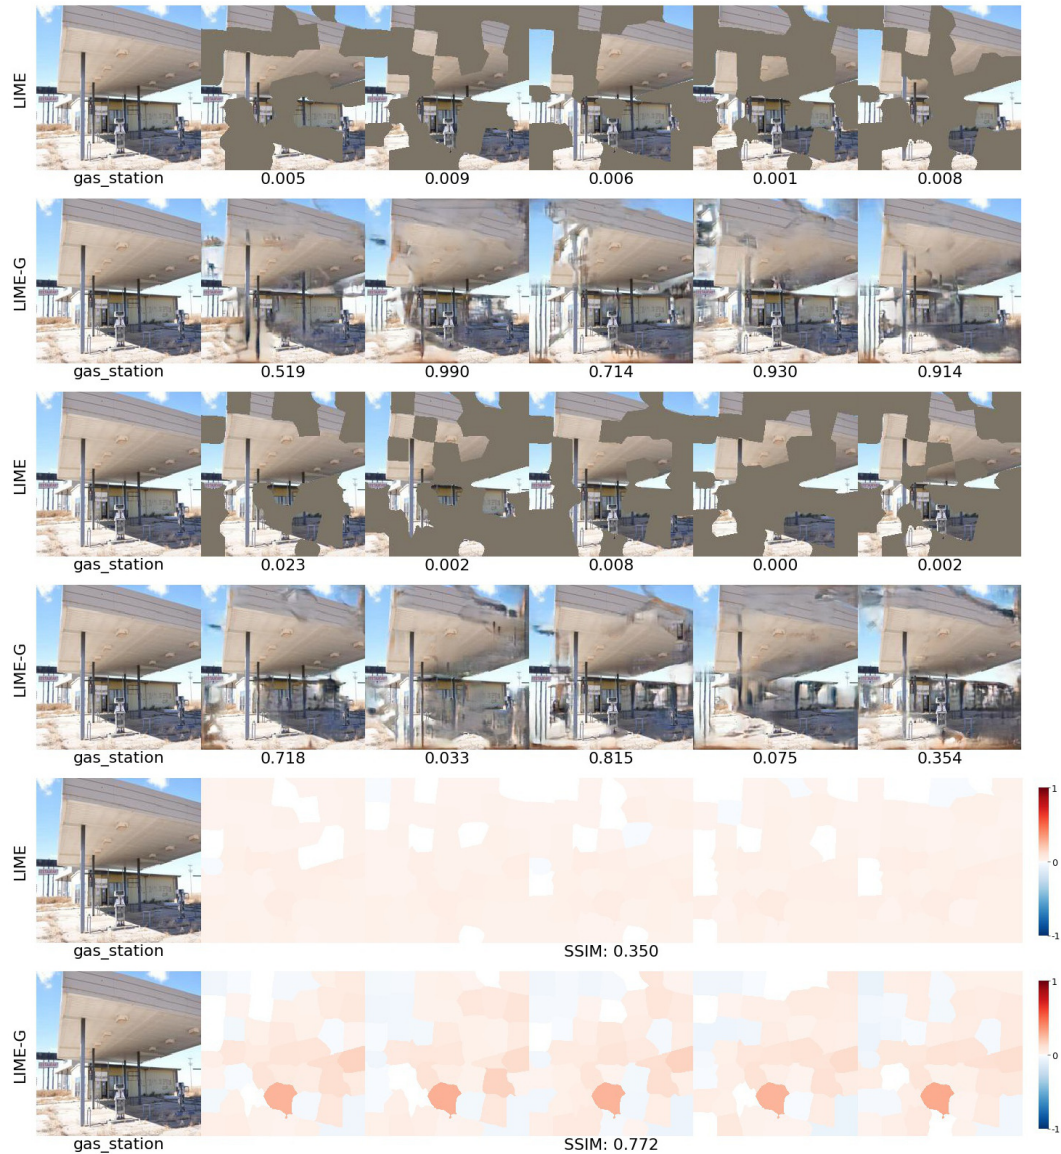 LIME
gas_station 0.005 0.009 0.006 0.001 0.008
LIME-G
gas_station 0.519 0.990 0.714 0.930 0.914
LIME
gas_station 0.023 0.002 0.008 0.000 0.002
LIME-G
gas_station 0.718 0.033 0.815 0.075 0.354
LIME
1
0
-1
gas_station SSIM: 0.350
LIME-G
1
0
-1
gas_station SSIM: 0.772